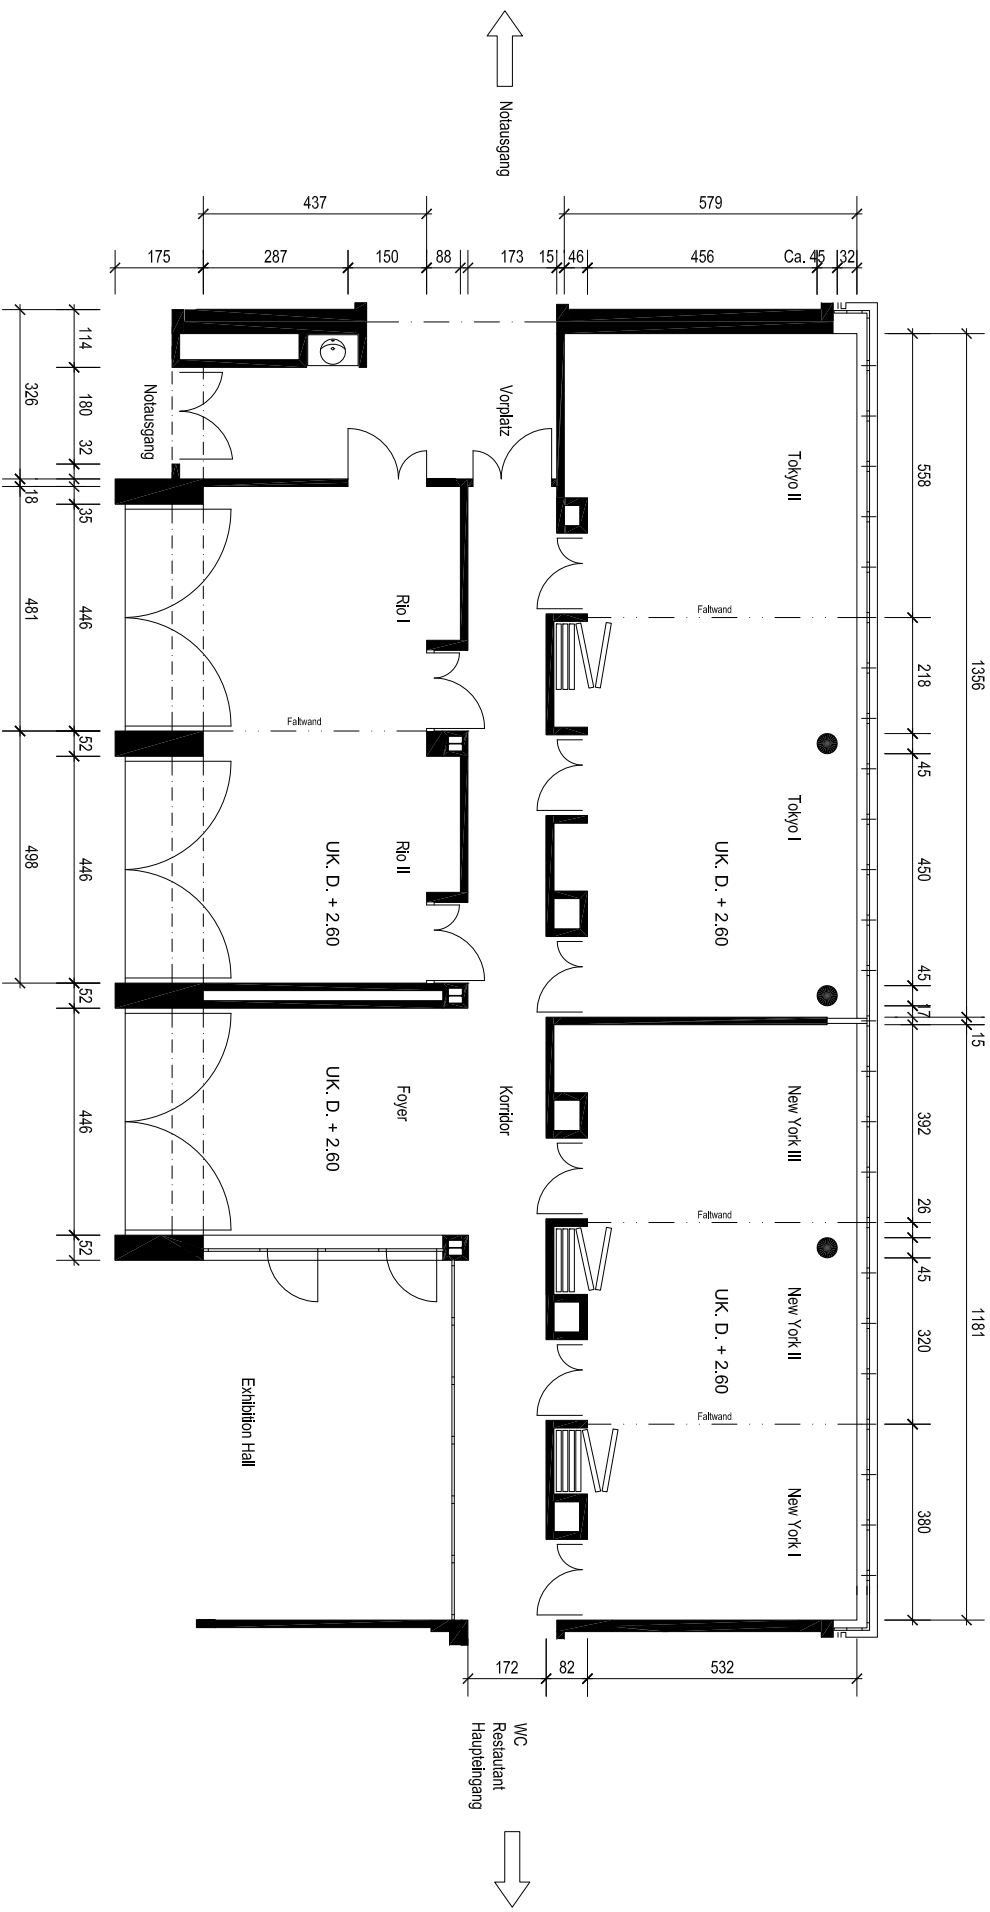 Notausgang
437
579
175
287
150
88
173
15
46
456
Ca. 45
32
114
180
32
326
18
35
446
481
52
446
498
52
446
52
Notausgang
Vorplatz
Tokyo II
Faltwand
Tokyo I
UK. D. + 2.60
Rio I
Faltwand
Rio II
UK. D. + 2.60
Foyer
UK. D. + 2.60
Korridor
New York III
Faltwand
New York II
UK. D. + 2.60
Faltwand
New York I
Exhibition Hall
558
218
45
450
45
17
392
26
45
320
380
1356
15
1181
172
82
532
WC
Restautant
Haupteingang